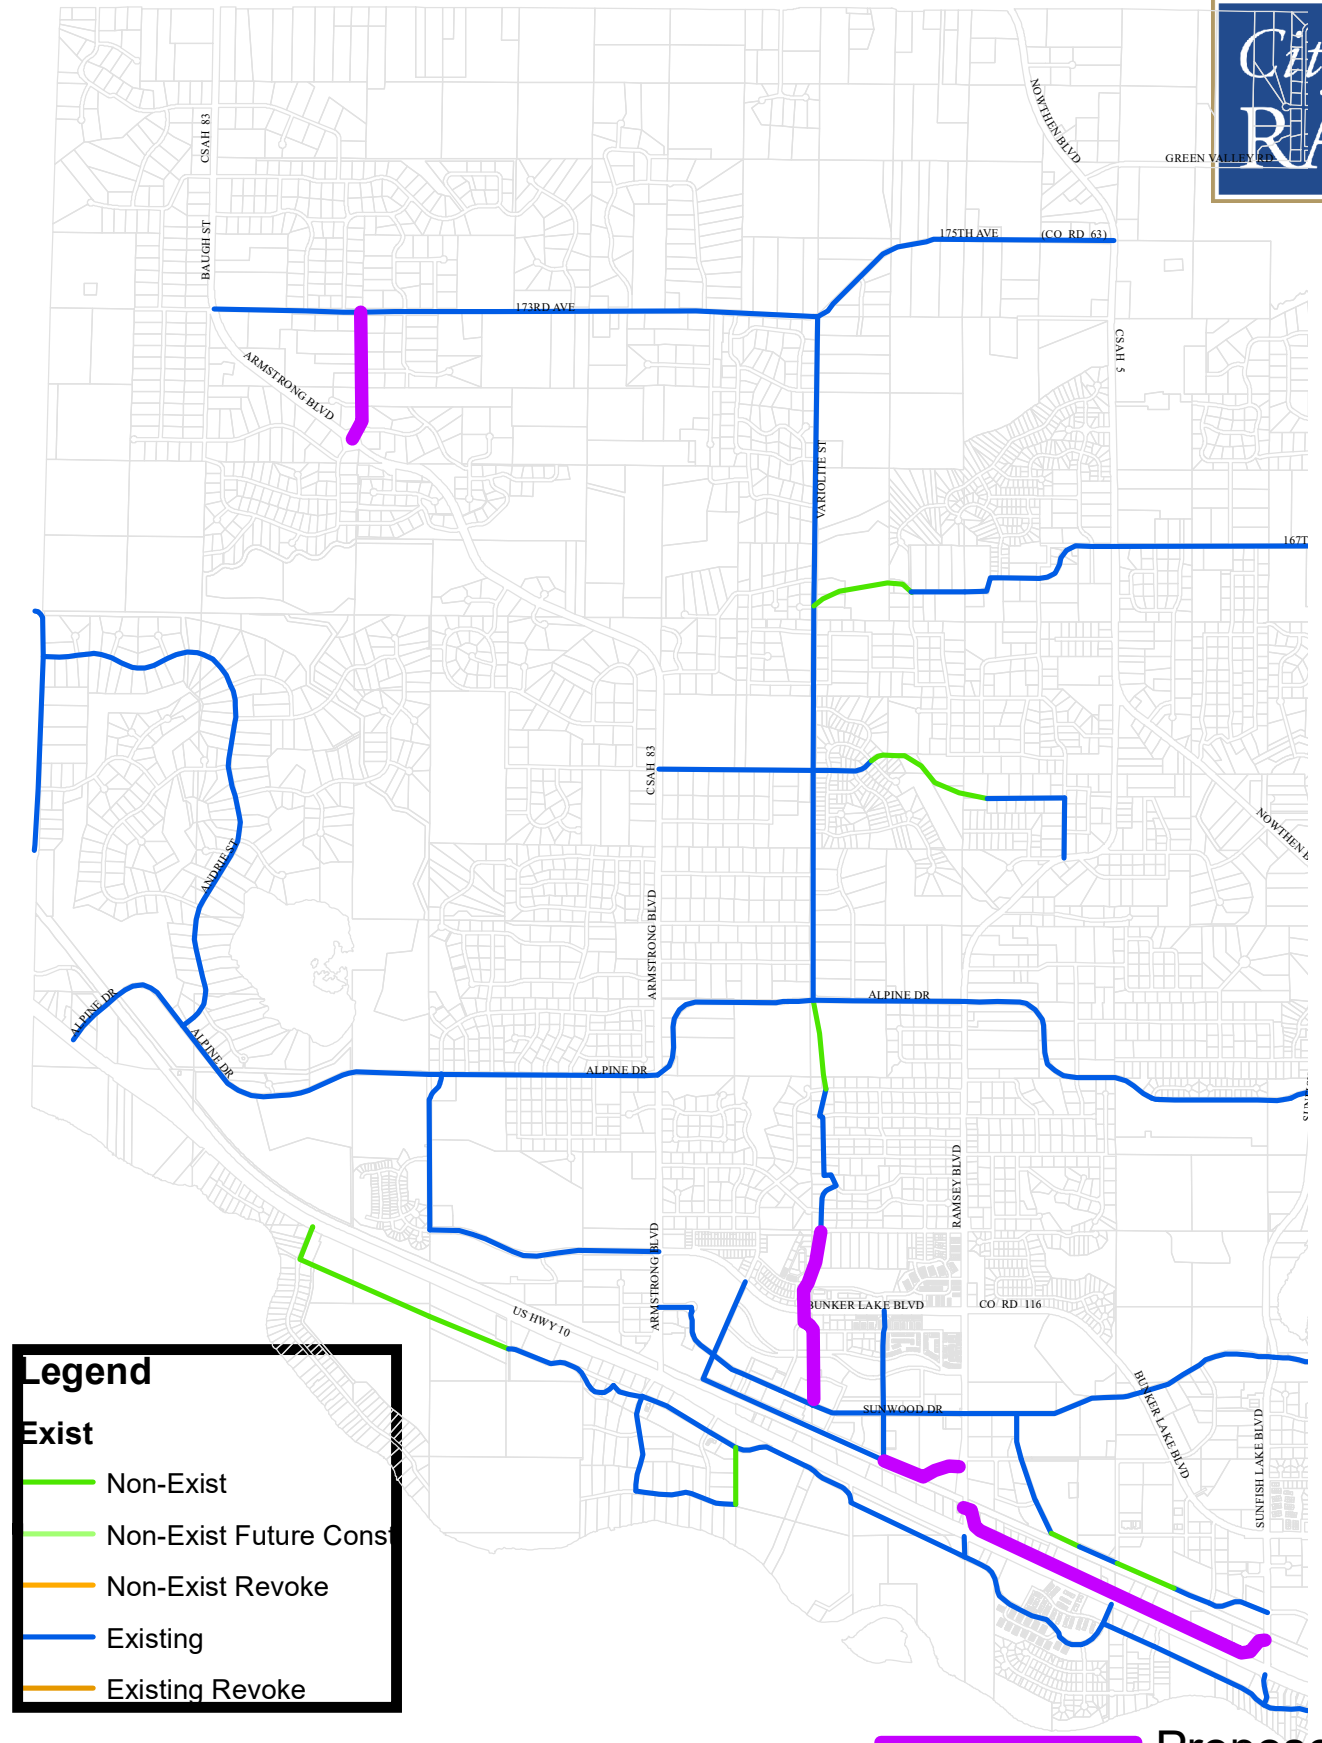 Cit
RA
NOWTHEN BLVD
GREEN VALLEY RD
CSAH 83
BAUGH ST
175TH AVE
(CO RD 63)
173RD AVE
ARMSTRONG BLVD
CSAH 5
VARIOLITE ST
167T
CSAH 83
NOWTHEN B
ANDRIE ST
ARMSTRONG BLVD
ALPINE DR
ALPINE DR
ALPINE DR
ALPINE DR
RAMSEY BLVD
ARMSTRONG BLVD
BUNKER LAKE BLVD
CO RD 116
US HWY 10
BUNKER LAKE BLVD
SUNWOOD DR
SUNFISH LAKE BLVD
Legend
Exist
Non-Exist
Non-Exist Future Const
Non-Exist Revoke
Existing
Existing Revoke